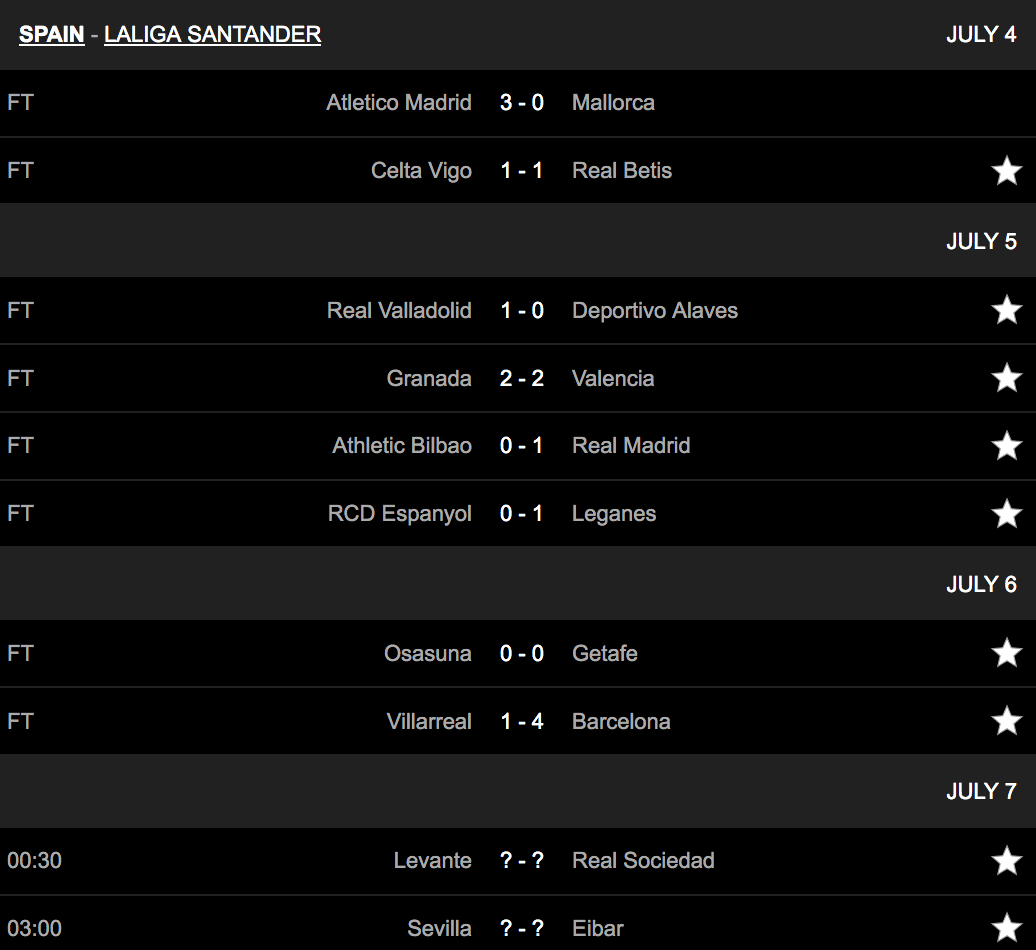 SPAIN - LALIGA SANTANDER JULY 4
FT Atletico Madrid 3 - 0 Mallorca
FT Celta Vigo 1 - 1 Real Betis
JULY 5
FT Real Valladolid 1 - 0 Deportivo Alaves
FT Granada 2 - 2 Valencia
FT Athletic Bilbao 0 - 1 Real Madrid
FT RCD Espanyol 0 - 1 Leganes
JULY 6
FT Osasuna 0 - 0 Getafe
FT Villarreal 1 - 4 Barcelona
JULY 7
00:30 Levante ? - ? Real Sociedad
03:00 Sevilla ? - ? Eibar